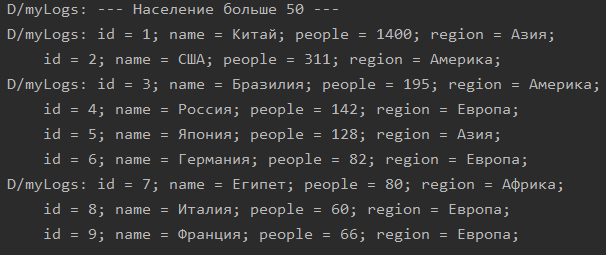 D/myLogs: --- Население больше 50 ---
D/myLogs: id = 1; name = Китай; people = 1400; region = Азия;
id = 2; name = США; people = 311; region = Америка;
D/myLogs: id = 3; name = Бразилия; people = 195; region = Америка;
id = 4; name = Россия; people = 142; region = Европа;
id = 5; name = Япония; people = 128; region = Азия;
id = 6; name = Германия; people = 82; region = Европа;
D/myLogs: id = 7; name = Египет; people = 80; region = Африка;
id = 8; name = Италия; people = 60; region = Европа;
id = 9; name = Франция; people = 66; region = Европа;